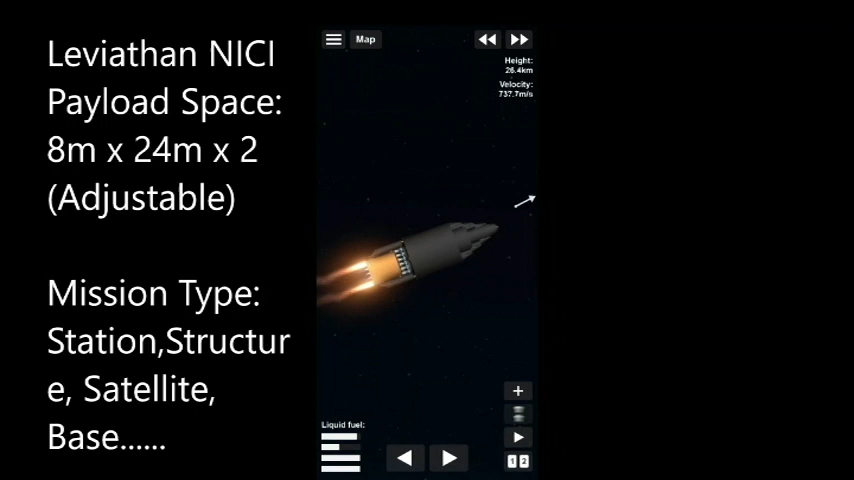 Leviathan NICI
Payload Space:
8m x 24m x 2
(Adjustable)
Mission Type:
Station,Structur
e, Satellite,
Base......
Map
Height:
26.4km
Velocity:
737.7m/s
Liquid fuel:
1 2